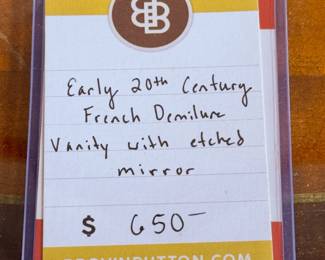 Early 20th Century
French Demilune
Vanity with etched
mirror
$ 650-